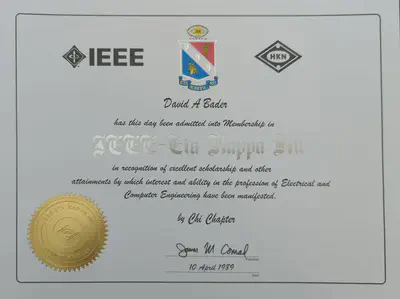 IEEE
HKN
David A Bader
has this day been admitted into Membership in
IEEE-Eta Kappa Nu
in recognition of excellent scholarship and other
attainments by which interest and ability in the profession of Electrical and
Computer Engineering have been manifested.
by Chi Chapter
James M Conrad
President
10 April 1989
Date